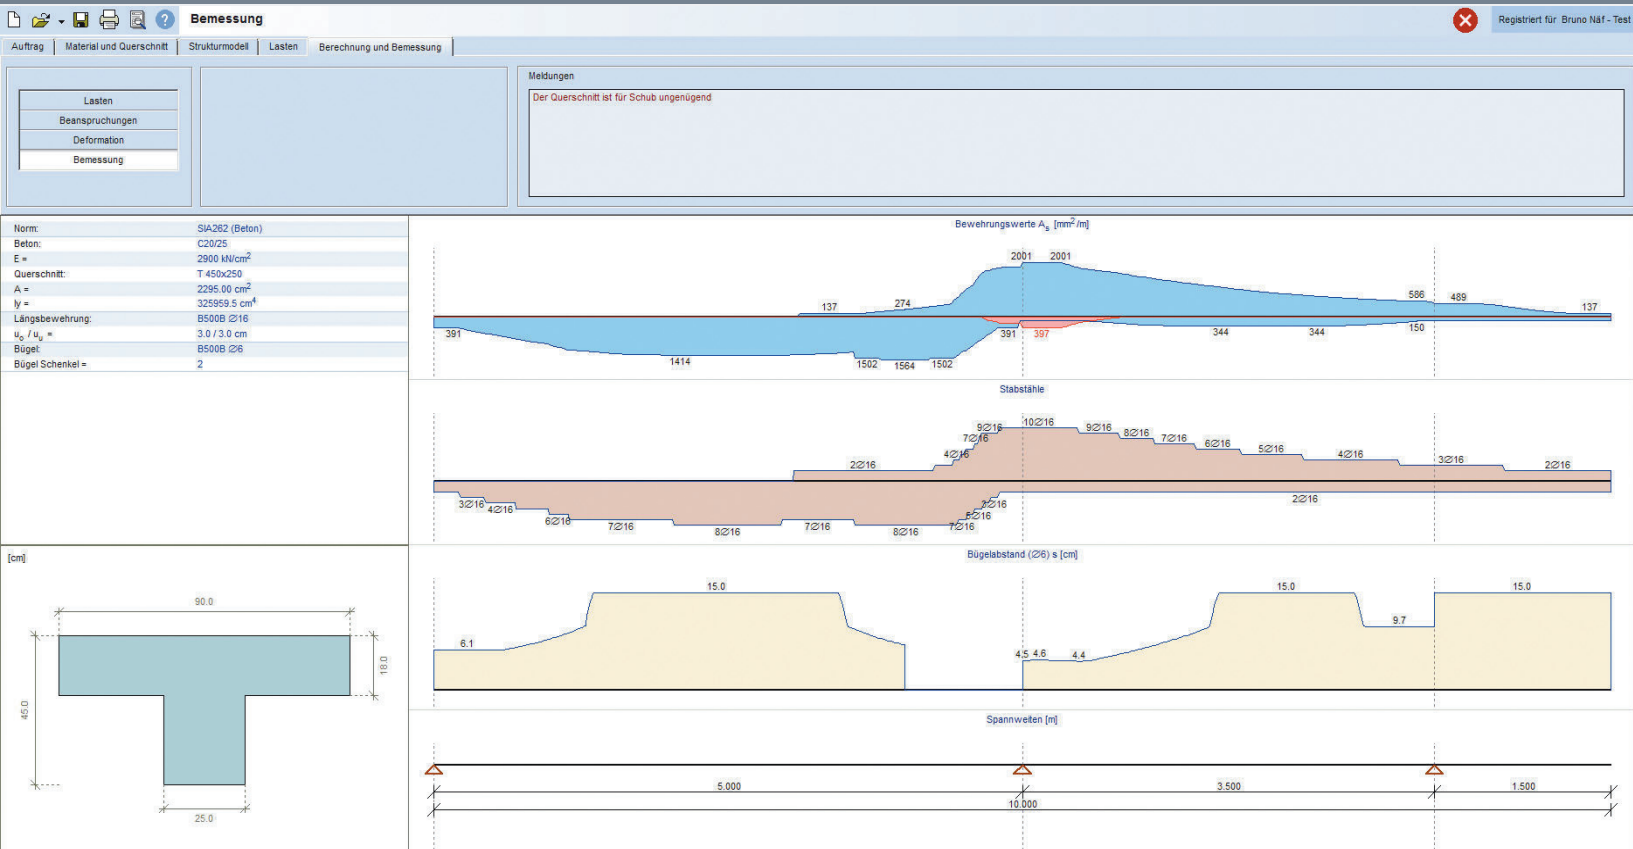 Bemessung
Registriert für Bruno Näf - Test
Auftrag
Material und Querschnitt
Strukturmodell
Lasten
Berechnung und Bemessung
Lasten
Beanspruchungen
Deformation
Bemessung
Meldungen
Der Querschnitt ist für Schub ungenügend
Norm: SIA262 (Beton)
Beton: C20/25
E = 2900 kN/cm²
Querschnitt: T 450x250
A = 2295.00 cm²
Iy = 325959.5 cm⁴
Längsbewehrung: B500B ∅16
uₒ / uᵤ = 3.0 / 3.0 cm
Bügel: B500B ∅6
Bügel Schenkel = 2
[cm]
90.0
18.0
45.0
25.0
Bewehrungswerte Aₛ [mm²/m]
2001 2001
137 274 586 489 137
391 391 397 344 344 150
1414 1502 1564 1502
Stabstähle
9∅16 10∅16 9∅16 8∅16 7∅16 6∅16 5∅16 4∅16 3∅16 2∅16
7∅16
4∅16
2∅16
3∅16 4∅16 6∅16 7∅16 8∅16 7∅16 8∅16 7∅16
5∅16
2∅16
Bügelabstand (∅6) s [cm]
15.0 15.0 15.0
6.1 4.5 4.6 4.4 9.7
Spannweiten [m]
5.000 3.500 1.500
10.000